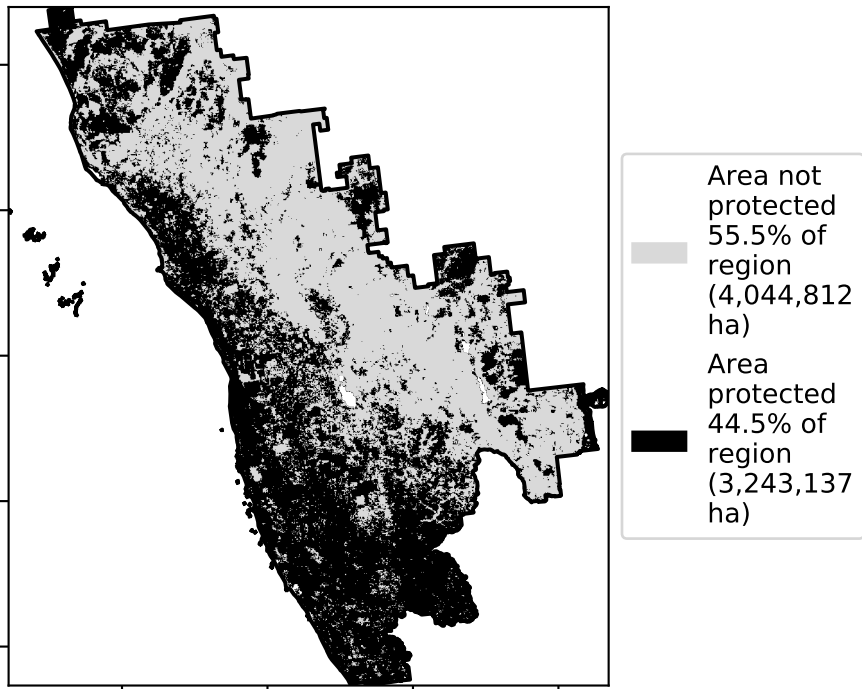 Area not
protected
55.5% of
region
(4,044,812
ha)
Area
protected
44.5% of
region
(3,243,137
ha)